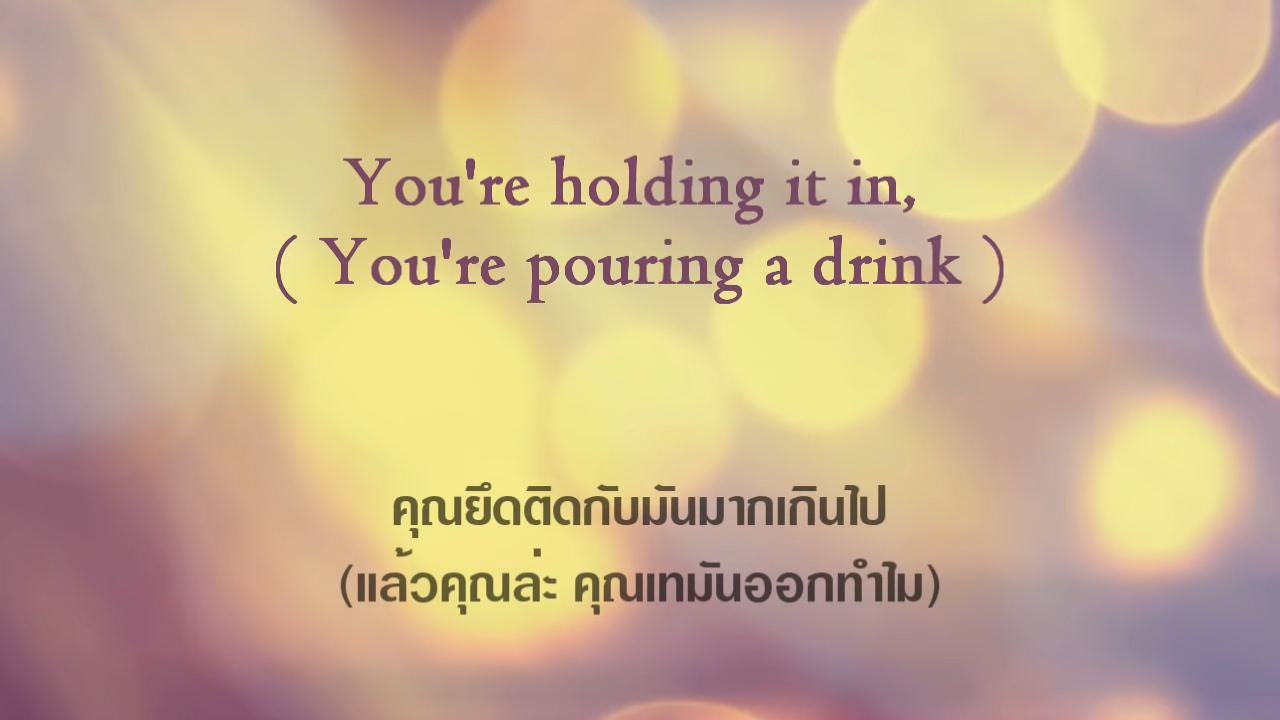 You're holding it in,
( You're pouring a drink )
คุณยึดติดกับมันมากเกินไป
(แล้วคุณล่ะ คุณเทมันออกทำไม)